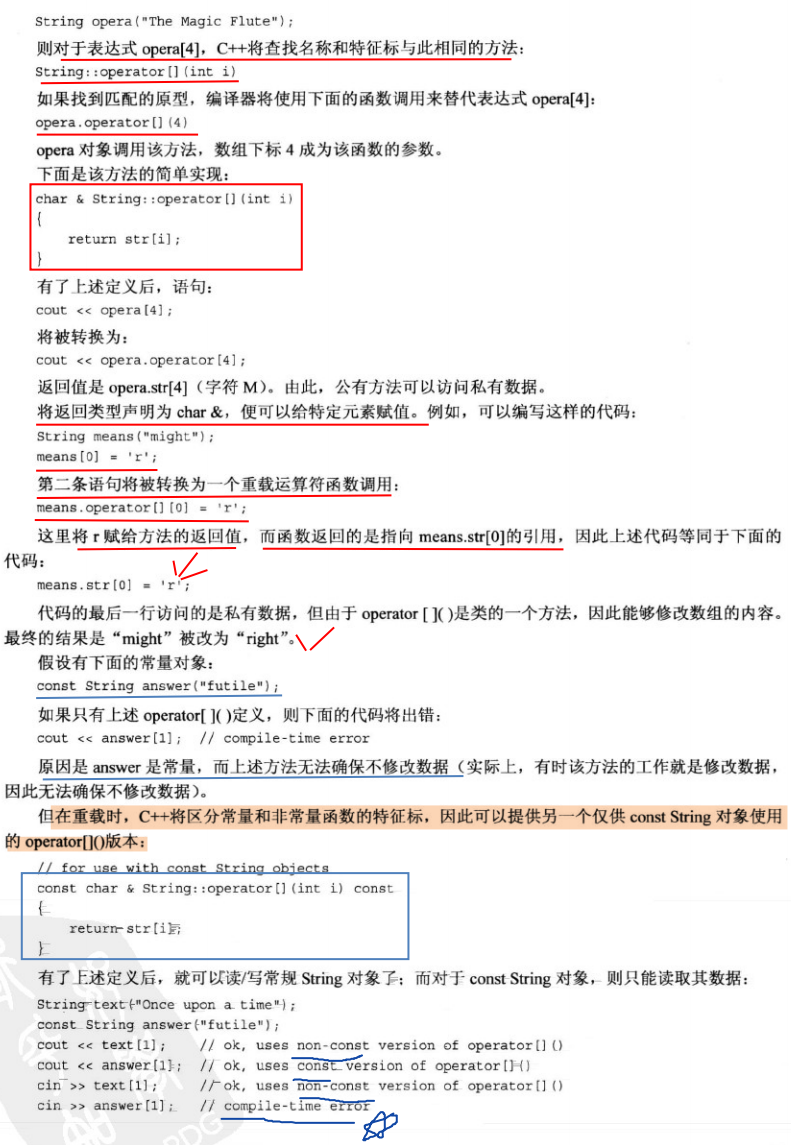 String opera("The Magic Flute");
则对于表达式 opera[4]，C++将查找名称和特征标与此相同的方法：
String::operator[](int i)
如果找到匹配的原型，编译器将使用下面的函数调用来替代表达式 opera[4]：
opera.operator[](4)
opera 对象调用该方法，数组下标 4 成为该函数的参数。
下面是该方法的简单实现：
char & String::operator[](int i)
{
return str[i];
}
有了上述定义后，语句：
cout << opera[4];
将被转换为：
cout << opera.operator[4];
返回值是 opera.str[4]（字符 M）。由此，公有方法可以访问私有数据。
将返回类型声明为 char &，便可以给特定元素赋值。例如，可以编写这样的代码：
String means("might");
means[0] = 'r';
第二条语句将被转换为一个重载运算符函数调用：
means.operator[][0] = 'r';
这里将 r 赋给方法的返回值，而函数返回的是指向 means.str[0]的引用，因此上述代码等同于下面的
代码：
means.str[0] = 'r';
代码的最后一行访问的是私有数据，但由于 operator [ ]( )是类的一个方法，因此能够修改数组的内容。
最终的结果是“might”被改为“right”。
假设有下面的常量对象：
const String answer("futile");
如果只有上述 operator[ ]( )定义，则下面的代码将出错：
cout << answer[1]; // compile-time error
原因是 answer 是常量，而上述方法无法确保不修改数据（实际上，有时该方法的工作就是修改数据，
因此无法确保不修改数据）。
但在重载时，C++将区分常量和非常量函数的特征标，因此可以提供另一个仅供 const String 对象使用
的 operator[]()版本：
// for use with const String objects
const char & String::operator[](int i) const
{
return str[i];
}
有了上述定义后，就可以读/写常规 String 对象了；而对于 const String 对象，则只能读取其数据：
String text("Once upon a time");
const String answer("futile");
cout << text[1]; // ok, uses non-const version of operator[]()
cout << answer[1]; // ok, uses const version of operator[]()
cin >> text[1]; // ok, uses non-const version of operator[]()
cin >> answer[1]; // compile-time error